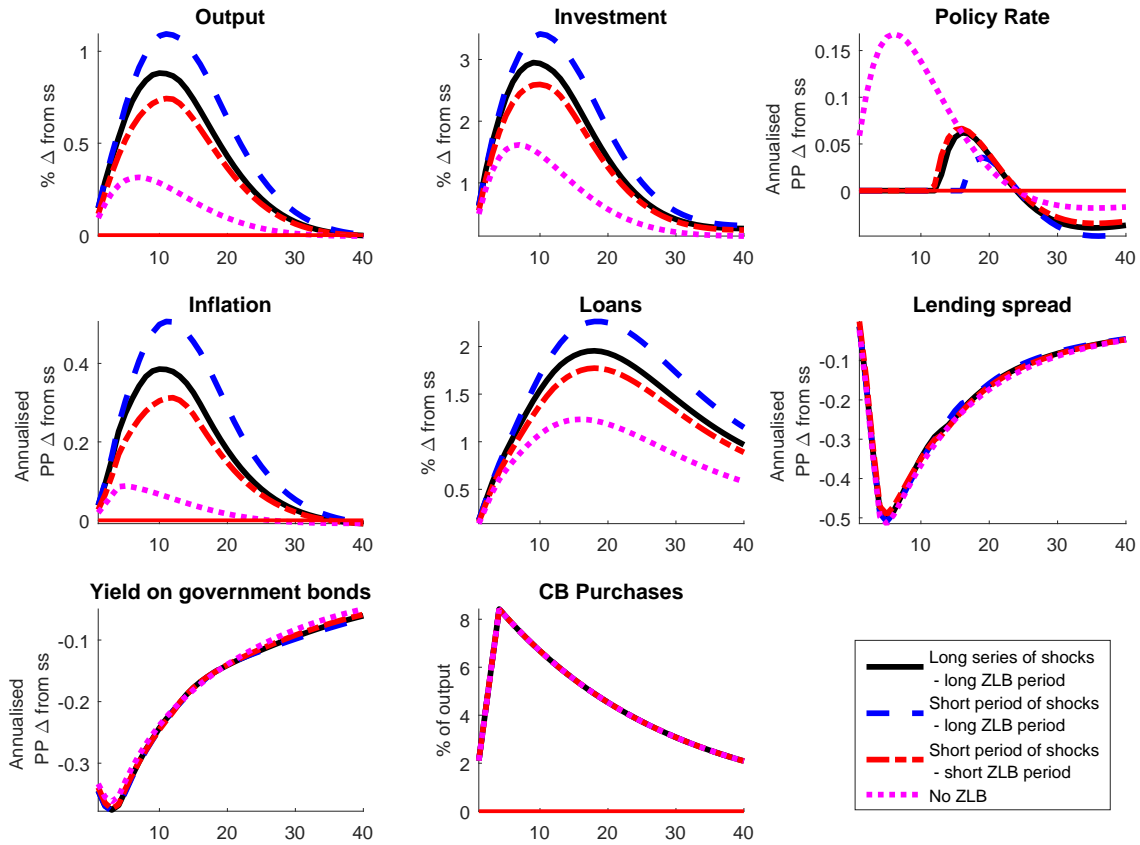 Output
% Δ from ss
1
0.5
0
10 20 30 40
Investment
% Δ from ss
3
2
1
10 20 30 40
Policy Rate
Annualised
PP Δ from ss
0.15
0.1
0.05
0
10 20 30 40
Inflation
Annualised
PP Δ from ss
0.4
0.2
0
10 20 30 40
Loans
% Δ from ss
2
1.5
1
0.5
10 20 30 40
Lending spread
Annualised
PP Δ from ss
-0.1
-0.2
-0.3
-0.4
-0.5
10 20 30 40
Yield on government bonds
Annualised
PP Δ from ss
-0.1
-0.2
-0.3
10 20 30 40
CB Purchases
% of output
8
6
4
2
0
10 20 30 40
Long series of shocks
- long ZLB period
Short period of shocks
- long ZLB period
Short period of shocks
- short ZLB period
No ZLB